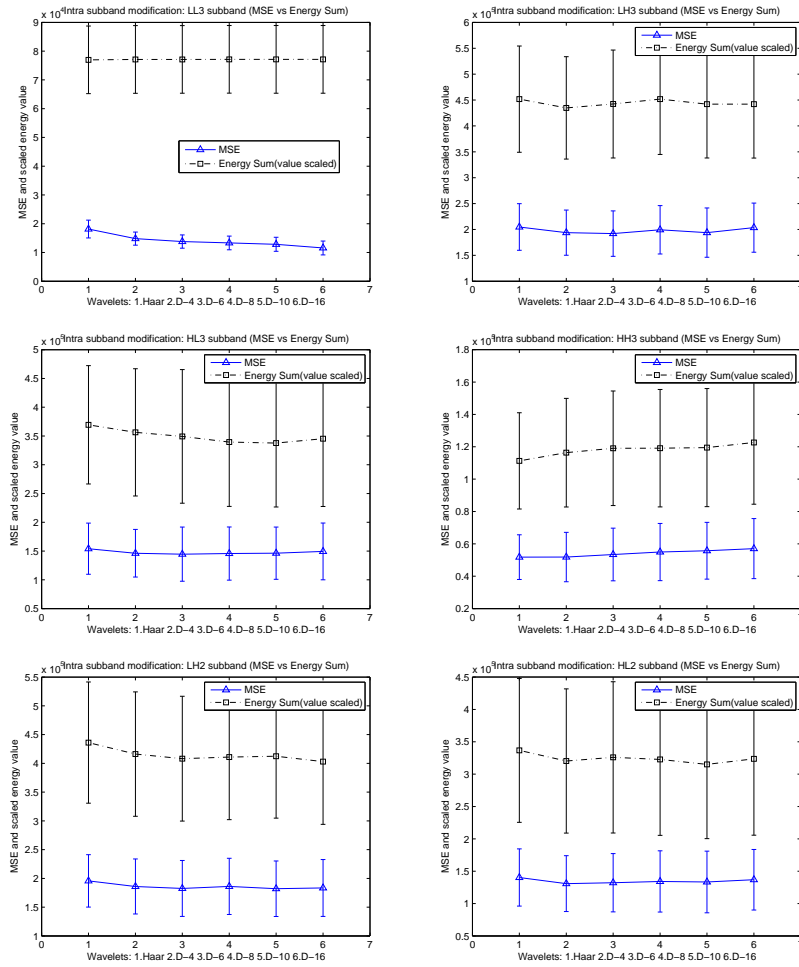 x 10⁴ Intra subband modification: LL3 subband (MSE vs Energy Sum)
9
8
7
6
5
4
3
2
1
0
MSE and scaled energy value
MSE
Energy Sum(value scaled)
0 1 2 3 4 5 6 7
Wavelets: 1.Haar 2.D−4 3.D−6 4.D−8 5.D−10 6.D−16
x 10 Intra subband modification: LH3 subband (MSE vs Energy Sum)
6
5.5
5
4.5
4
3.5
3
2.5
2
1.5
1
MSE and scaled energy value
MSE
Energy Sum(value scaled)
0 1 2 3 4 5 6 7
Wavelets: 1.Haar 2.D−4 3.D−6 4.D−8 5.D−10 6.D−16
x 10 Intra subband modification: HL3 subband (MSE vs Energy Sum)
5
4.5
4
3.5
3
2.5
2
1.5
1
0.5
MSE and scaled energy value
MSE
Energy Sum(value scaled)
0 1 2 3 4 5 6 7
Wavelets: 1.Haar 2.D−4 3.D−6 4.D−8 5.D−10 6.D−16
x 10 Intra subband modification: HH3 subband (MSE vs Energy Sum)
1.8
1.6
1.4
1.2
1
0.8
0.6
0.4
0.2
MSE and scaled energy value
MSE
Energy Sum(value scaled)
0 1 2 3 4 5 6 7
Wavelets: 1.Haar 2.D−4 3.D−6 4.D−8 5.D−10 6.D−16
x 10 Intra subband modification: LH2 subband (MSE vs Energy Sum)
5.5
5
4.5
4
3.5
3
2.5
2
1.5
1
MSE and scaled energy value
MSE
Energy Sum(value scaled)
0 1 2 3 4 5 6 7
Wavelets: 1.Haar 2.D−4 3.D−6 4.D−8 5.D−10 6.D−16
x 10 Intra subband modification: HL2 subband (MSE vs Energy Sum)
4.5
4
3.5
3
2.5
2
1.5
1
0.5
MSE and scaled energy value
MSE
Energy Sum(value scaled)
0 1 2 3 4 5 6 7
Wavelets: 1.Haar 2.D−4 3.D−6 4.D−8 5.D−10 6.D−16